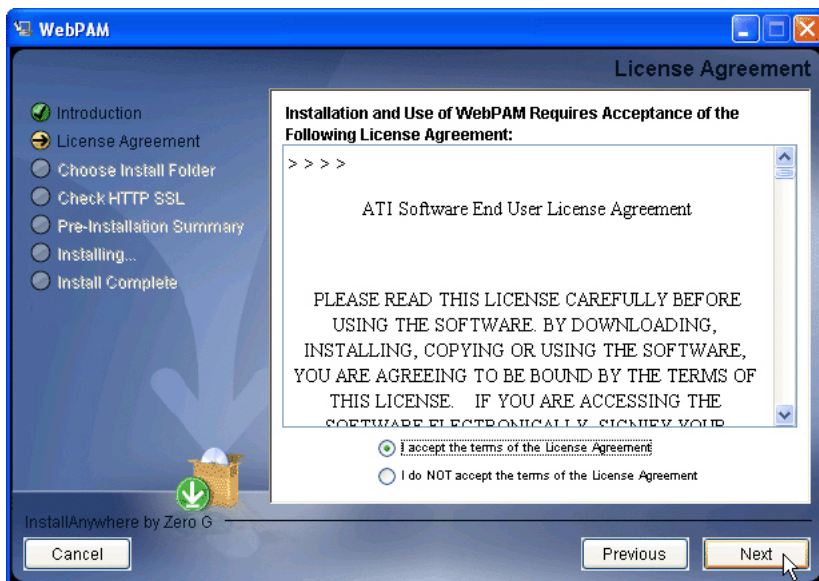 WebPAM
License Agreement
Introduction
License Agreement
Choose Install Folder
Check HTTP SSL
Pre-Installation Summary
Installing...
Install Complete
Installation and Use of WebPAM Requires Acceptance of the
Following License Agreement:
> > > >
ATI Software End User License Agreement
PLEASE READ THIS LICENSE CAREFULLY BEFORE
USING THE SOFTWARE. BY DOWNLOADING,
INSTALLING, COPYING OR USING THE SOFTWARE,
YOU ARE AGREEING TO BE BOUND BY THE TERMS OF
THIS LICENSE. IF YOU ARE ACCESSING THE
SOFTWARE ELECTRONICALLY, SIGNIFY YOUR
I accept the terms of the License Agreement
I do NOT accept the terms of the License Agreement
InstallAnywhere by Zero G
Cancel
Previous
Next